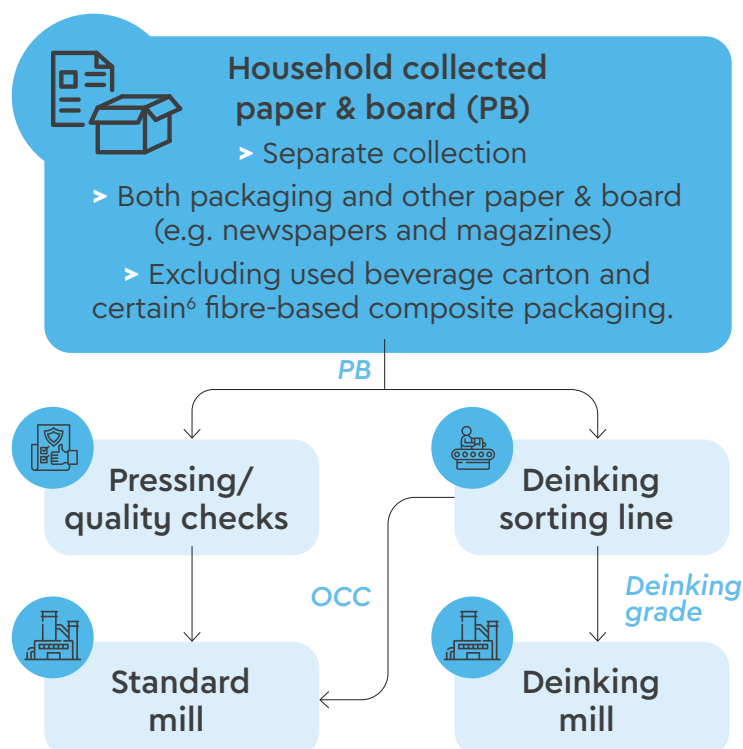 Household collected
paper & board (PB)
> Separate collection
> Both packaging and other paper & board
(e.g. newspapers and magazines)
> Excluding used beverage carton and
certain⁶ fibre-based composite packaging.
PB
Pressing/
quality checks
Deinking
sorting line
OCC
Deinking
grade
Standard
mill
Deinking
mill